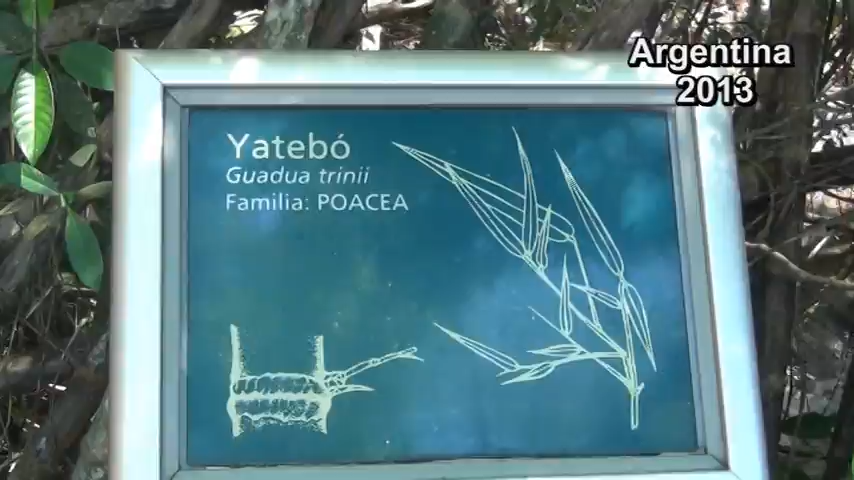 Argentina
2013
Yatebó
Guadua trinii
Familia: POACEA